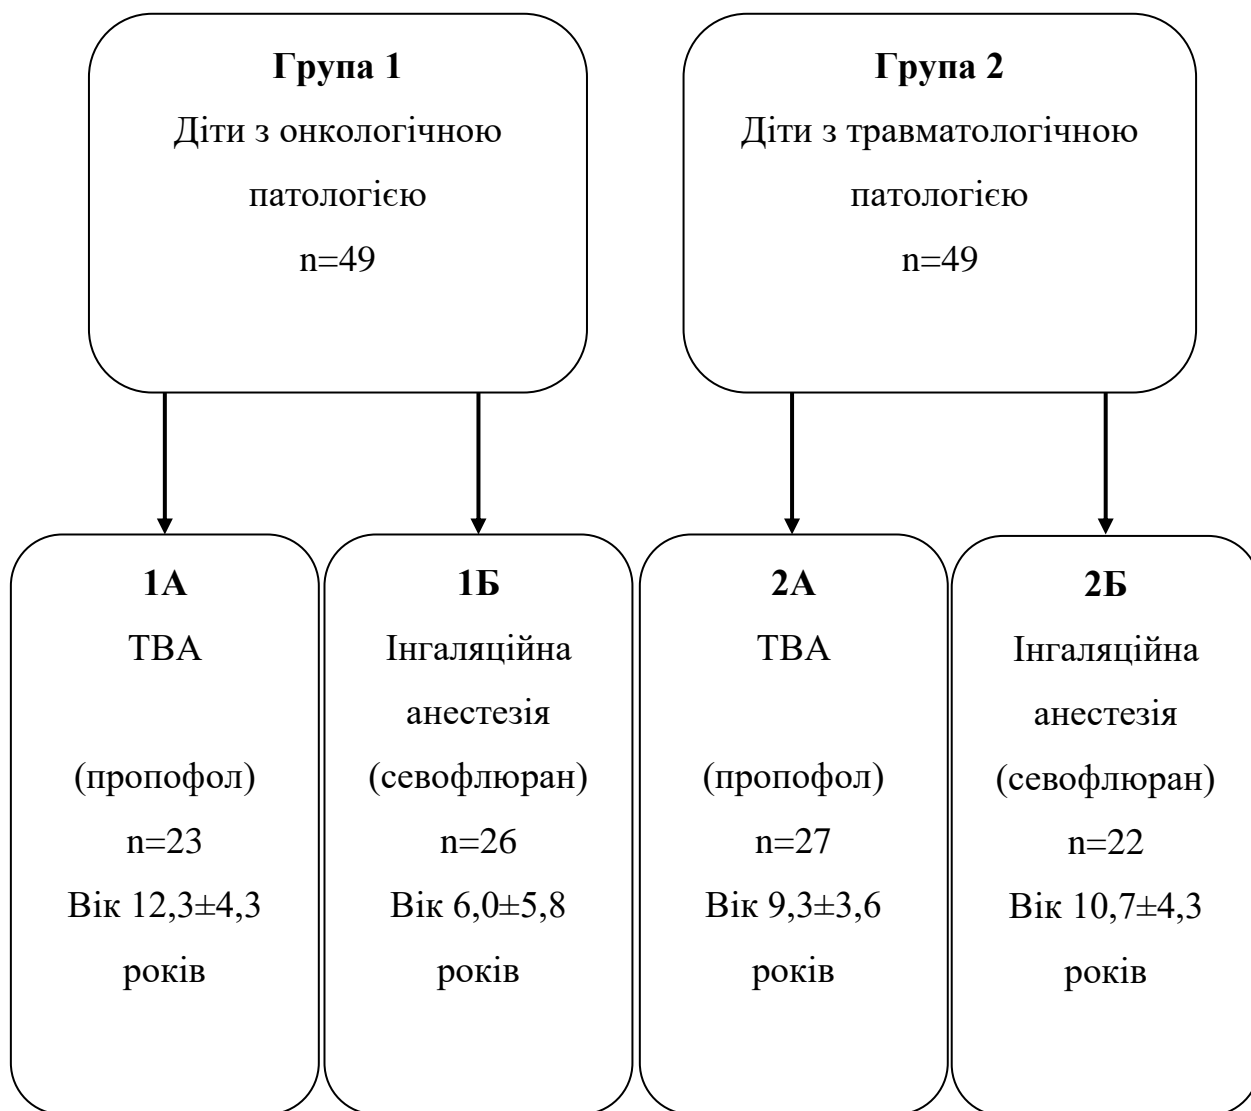 Група 1
Діти з онкологічною
патологією
n=49
Група 2
Діти з травматологічною
патологією
n=49
1А
ТВА
(пропофол)
n=23
Вік 12,3±4,3
років
1Б
Інгаляційна
анестезія
(севофлюран)
n=26
Вік 6,0±5,8
років
2А
ТВА
(пропофол)
n=27
Вік 9,3±3,6
років
2Б
Інгаляційна
анестезія
(севофлюран)
n=22
Вік 10,7±4,3
років